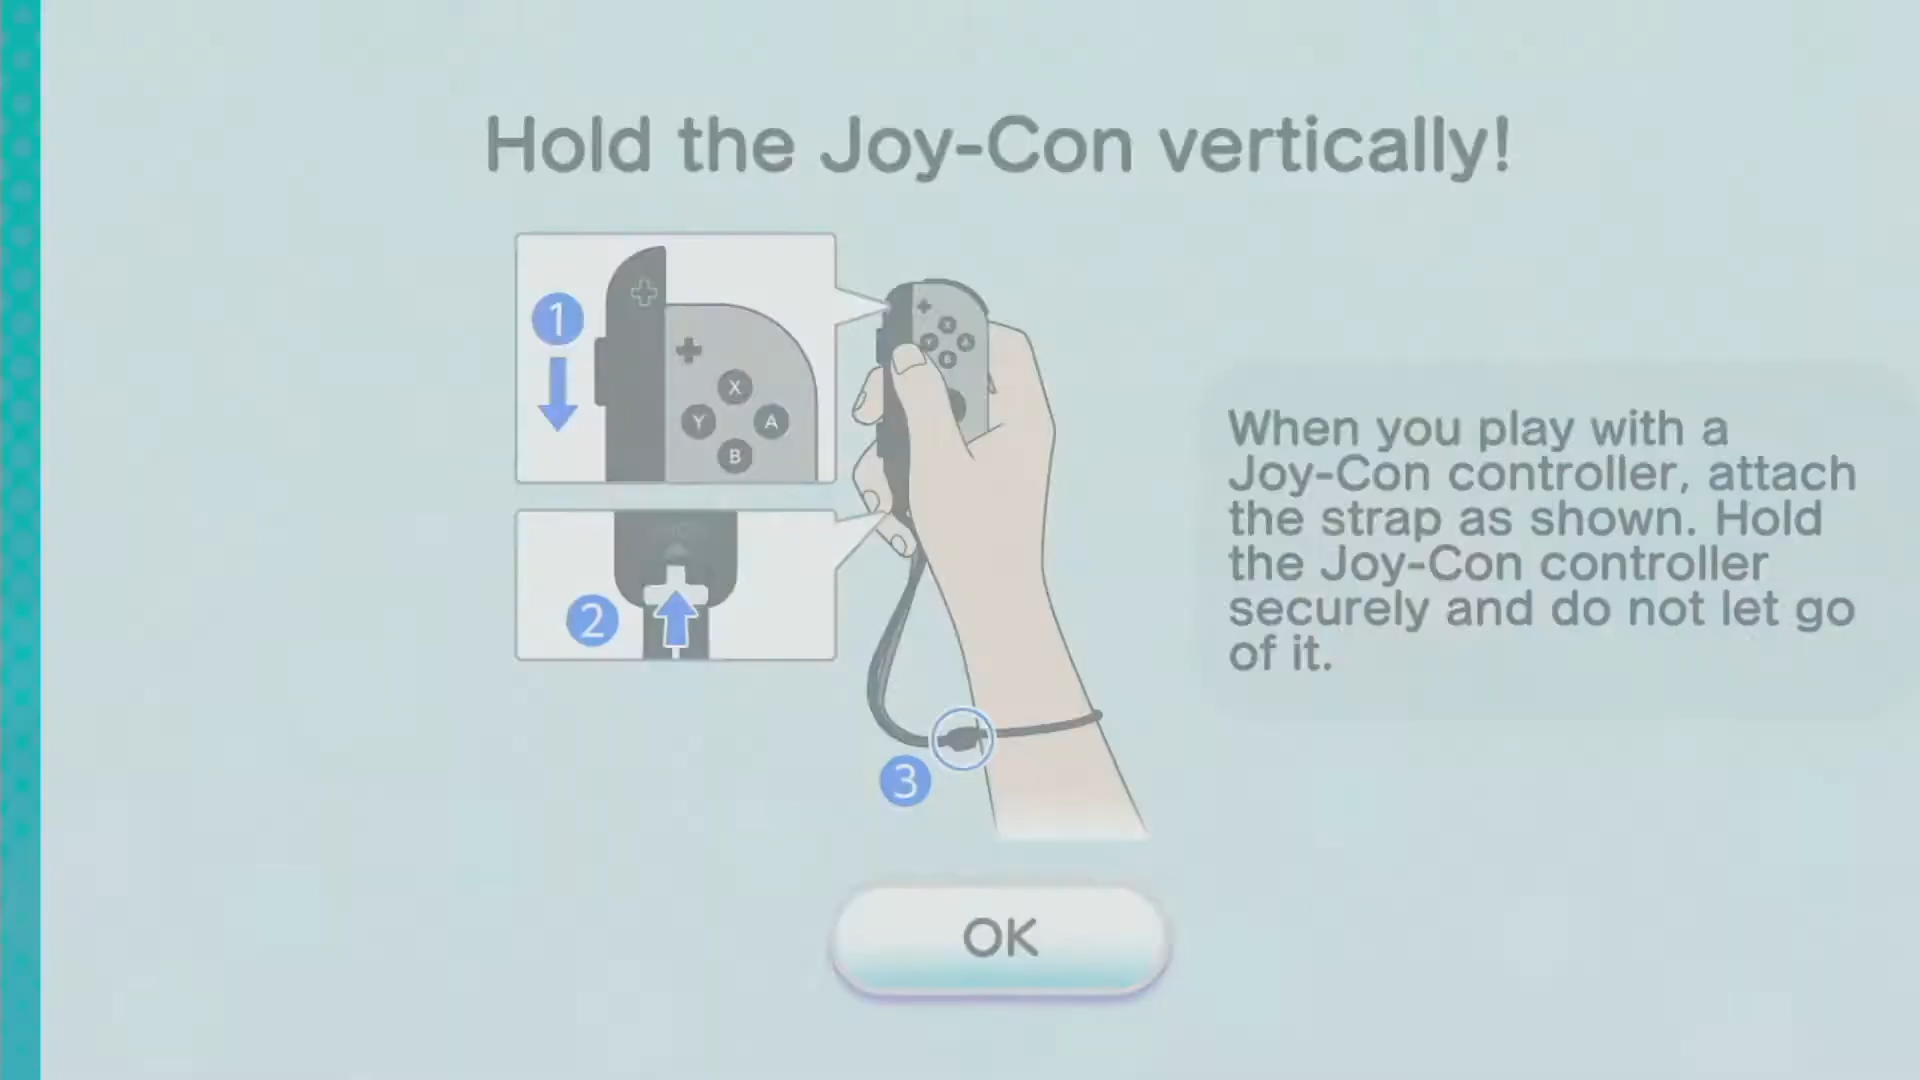 Hold the Joy-Con vertically!
1
X
Y A
B
X
Y A
B
2
When you play with a
Joy-Con controller, attach
the strap as shown. Hold
the Joy-Con controller
securely and do not let go
of it.
3
OK